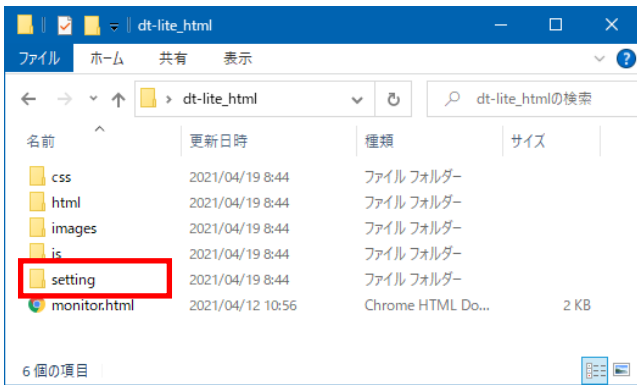 dt-lite_html
ファイル ホーム 共有 表示
dt-lite_html dt-lite_htmlの検索
名前 更新日時 種類 サイズ
css 2021/04/19 8:44 ファイル フォルダー
html 2021/04/19 8:44 ファイル フォルダー
images 2021/04/19 8:44 ファイル フォルダー
js 2021/04/19 8:44 ファイル フォルダー
setting 2021/04/19 8:44 ファイル フォルダー
monitor.html 2021/04/12 10:56 Chrome HTML Do... 2 KB
6 個の項目